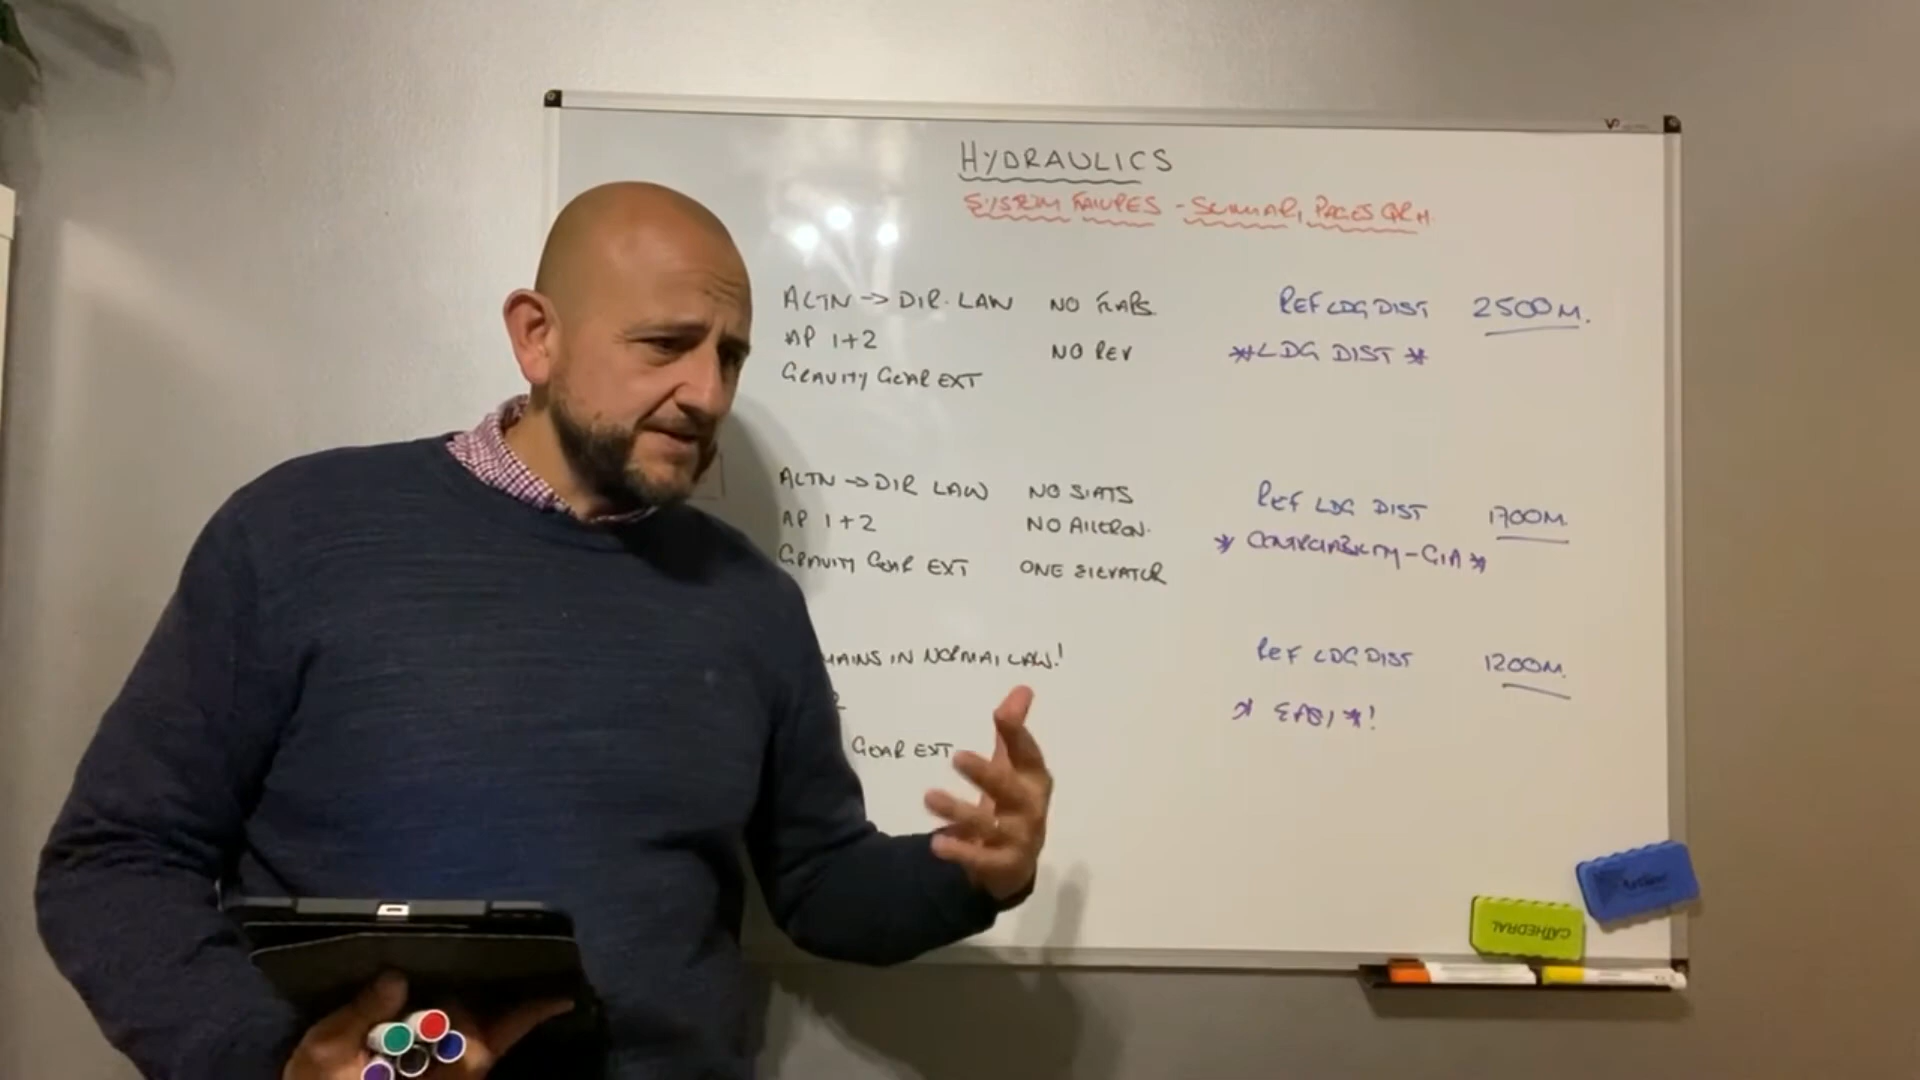 HYDRAULICS
SYSTEM FAILURES - SUMMARY PAGES QRH
ALTN -> DIR. LAW NO FLAPS REF LDG DIST 2500M.
AP 1+2 NO REV *LDG DIST*
GRAVITY GEAR EXT
ALTN -> DIR LAW NO SLATS REF LDG DIST 1700M.
AP 1+2 NO AILERON. * CONTROLABILITY-G/A *
GRAVITY GEAR EXT ONE ELEVATOR
MAINS IN NORMAL LAW! REF LDG DIST 1200M.
* EASY *!
GEAR EXT
CATHEDRAL